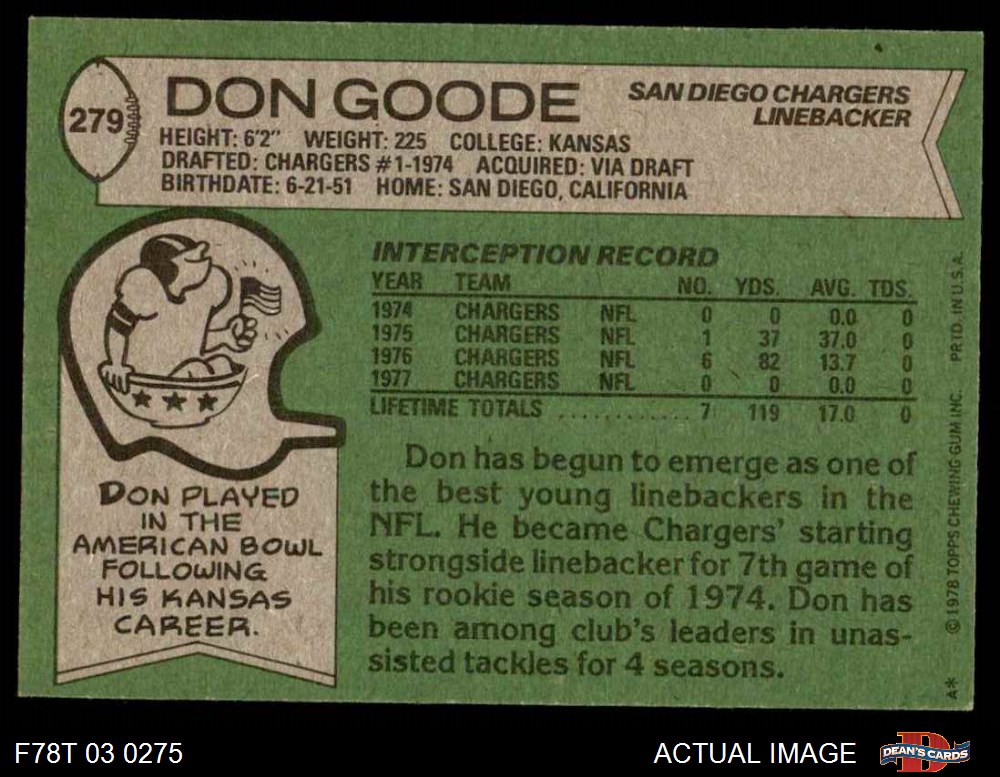 279
DON GOODE
SAN DIEGO CHARGERS
LINEBACKER
HEIGHT: 6'2" WEIGHT: 225 COLLEGE: KANSAS
DRAFTED: CHARGERS #1-1974 ACQUIRED: VIA DRAFT
BIRTHDATE: 6-21-51 HOME: SAN DIEGO, CALIFORNIA
INTERCEPTION RECORD
YEAR TEAM NO. YDS. AVG. TDS.
1974 CHARGERS NFL 0 0 0.0 0
1975 CHARGERS NFL 1 37 37.0 0
1976 CHARGERS NFL 6 82 13.7 0
1977 CHARGERS NFL 0 0 0.0 0
LIFETIME TOTALS ............ 7 119 17.0 0
Don has begun to emerge as one of
the best young linebackers in the
NFL. He became Chargers' starting
strongside linebacker for 7th game of
his rookie season of 1974. Don has
been among club's leaders in unas-
sisted tackles for 4 seasons.
DON PLAYED
IN THE
AMERICAN BOWL
FOLLOWING
HIS KANSAS
CAREER.
A* © 1978 TOPPS CHEWING GUM INC. PRTD. IN U.S.A.
F78T 03 0275
ACTUAL IMAGE
D
DEAN'S CARDS